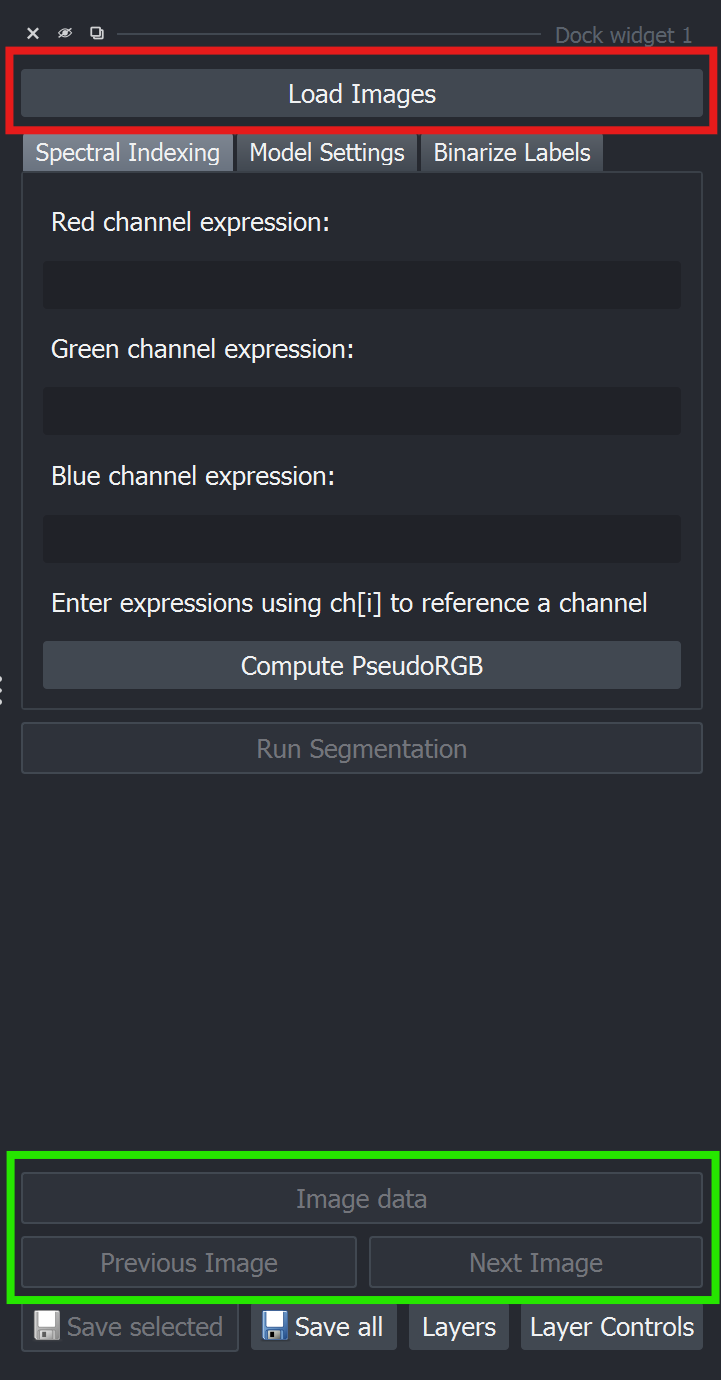 Dock widget 1
Load Images
Spectral Indexing Model Settings Binarize Labels
Red channel expression:
Green channel expression:
Blue channel expression:
Enter expressions using ch[i] to reference a channel
Compute PseudoRGB
Run Segmentation
Image data
Previous Image Next Image
Save selected Save all Layers Layer Controls